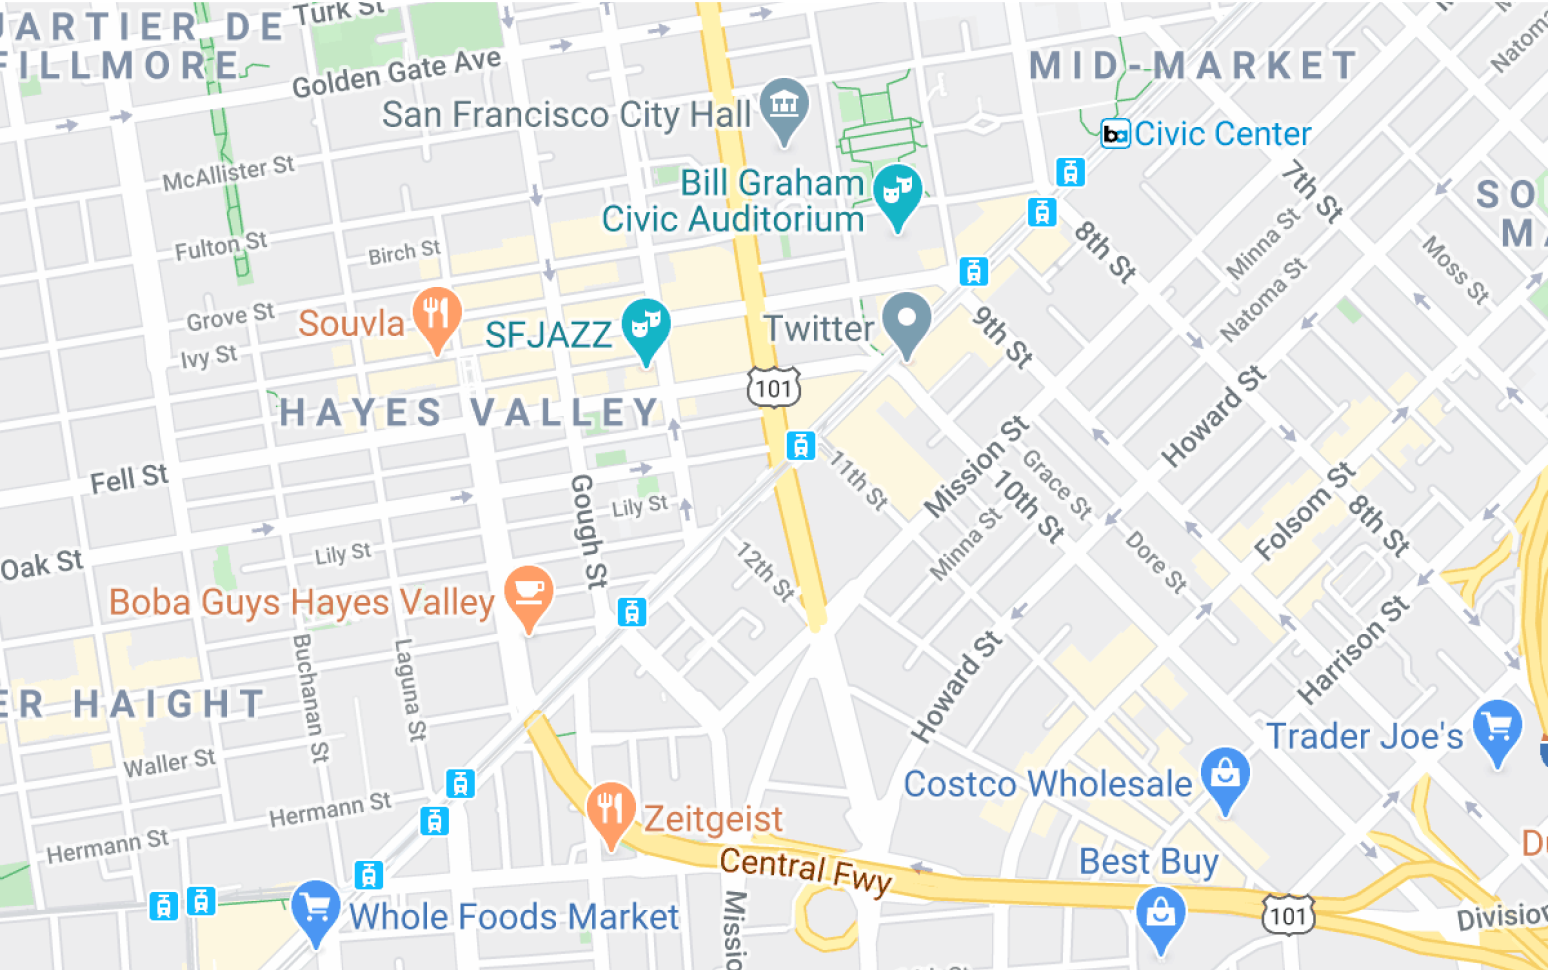 Turk St
UARTIER DE
FILLMORE
Golden Gate Ave
MID-MARKET
San Francisco City Hall
Civic Center
McAllister St
Bill Graham
Civic Auditorium
7th St
SO
M
Fulton St
Birch St
8th St
Minna St
Moss St
Natoma St
Natoma
Grove St
Souvla
SFJAZZ
Twitter
9th St
Ivy St
101
HAYES VALLEY
Howard St
Fell St
Gough St
Lily St
11th St
Mission St
Grace St
10th St
Folsom St
8th St
Oak St
Lily St
12th St
Minna St
Dore St
Boba Guys Hayes Valley
Buchanan St
Laguna St
Howard St
Harrison St
ER HAIGHT
Waller St
Trader Joe's
Costco Wholesale
Hermann St
Hermann St
Zeitgeist
Central Fwy
Best Buy
Whole Foods Market
Missio
101
Division